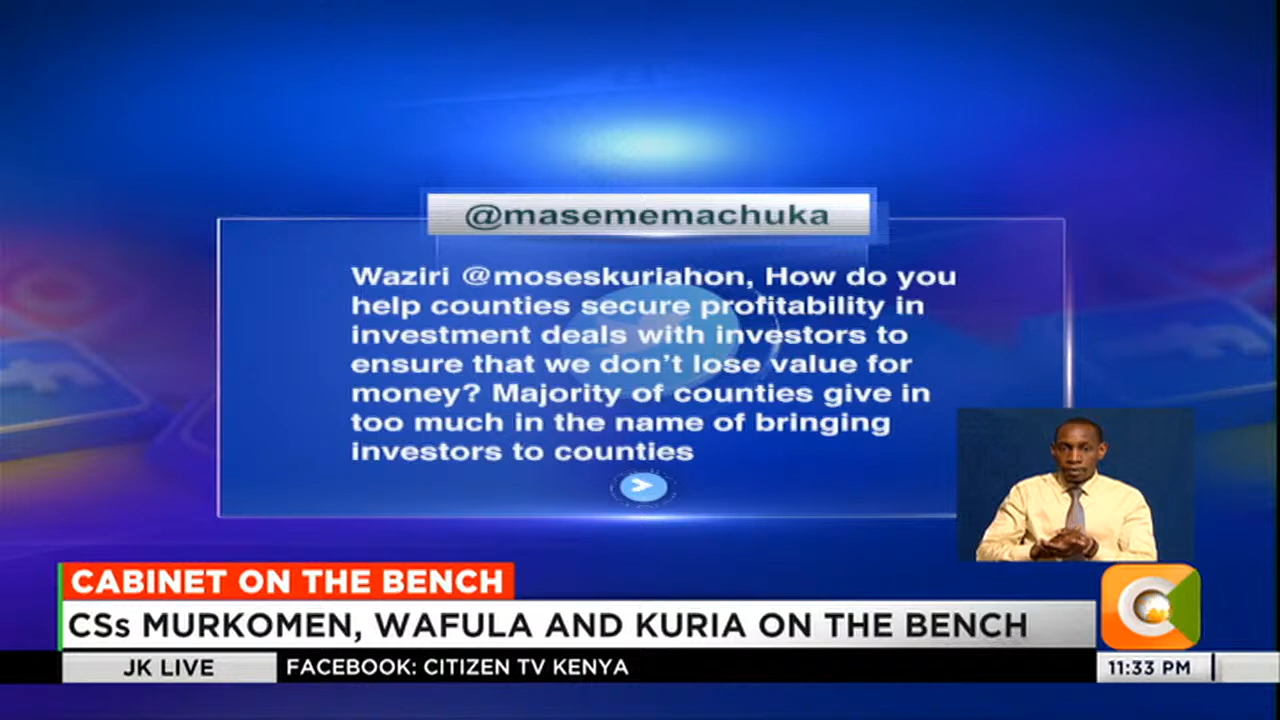 @masememachuka
Waziri @moseskuriahon, How do you
help counties secure profitability in
investment deals with investors to
ensure that we don't lose value for
money? Majority of counties give in
too much in the name of bringing
investors to counties
CABINET ON THE BENCH
CSs MURKOMEN, WAFULA AND KURIA ON THE BENCH
JK LIVE
FACEBOOK: CITIZEN TV KENYA
11:33 PM